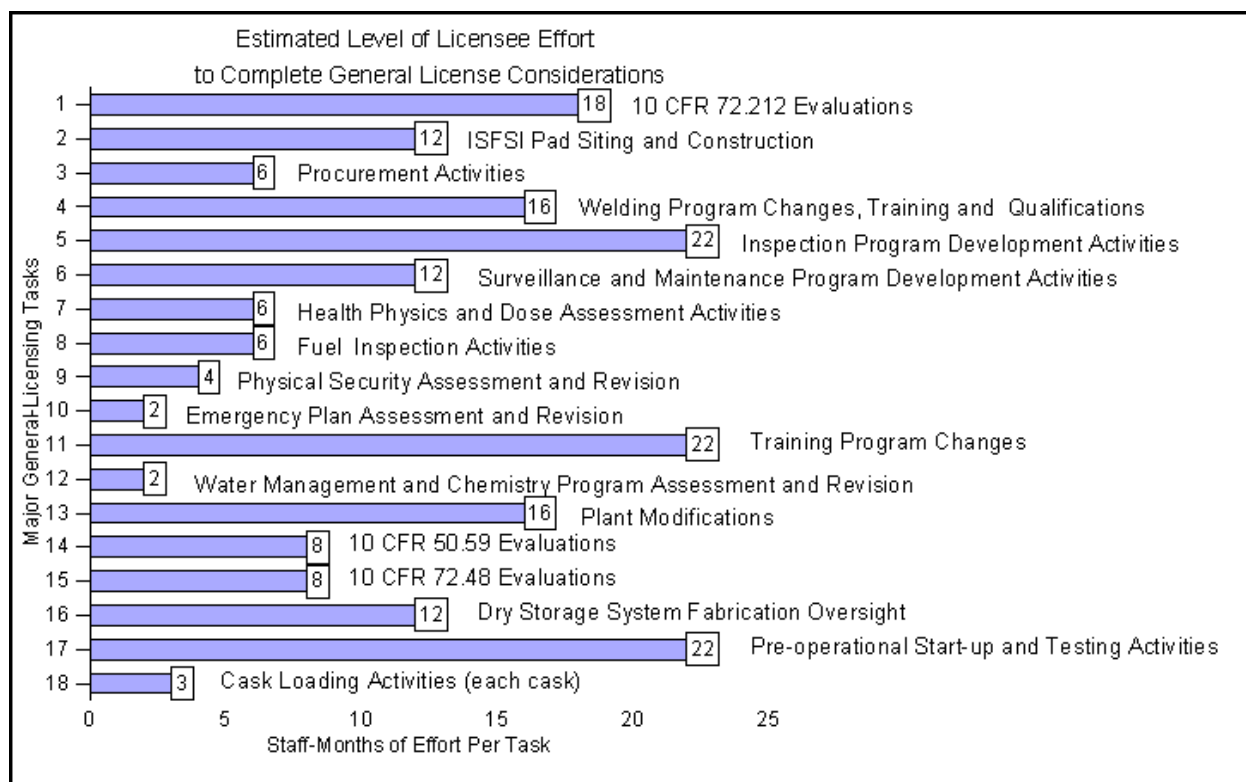 Estimated Level of Licensee Effort
to Complete General License Considerations
Major General-Licensing Tasks
1 18 10 CFR 72.212 Evaluations
2 12 ISFSI Pad Siting and Construction
3 6 Procurement Activities
4 16 Welding Program Changes, Training and Qualifications
5 22 Inspection Program Development Activities
6 12 Surveillance and Maintenance Program Development Activities
7 6 Health Physics and Dose Assessment Activities
8 6 Fuel Inspection Activities
9 4 Physical Security Assessment and Revision
10 2 Emergency Plan Assessment and Revision
11 22 Training Program Changes
12 2 Water Management and Chemistry Program Assessment and Revision
13 16 Plant Modifications
14 8 10 CFR 50.59 Evaluations
15 8 10 CFR 72.48 Evaluations
16 12 Dry Storage System Fabrication Oversight
17 22 Pre-operational Start-up and Testing Activities
18 3 Cask Loading Activities (each cask)
0 5 10 15 20 25
Staff-Months of Effort Per Task